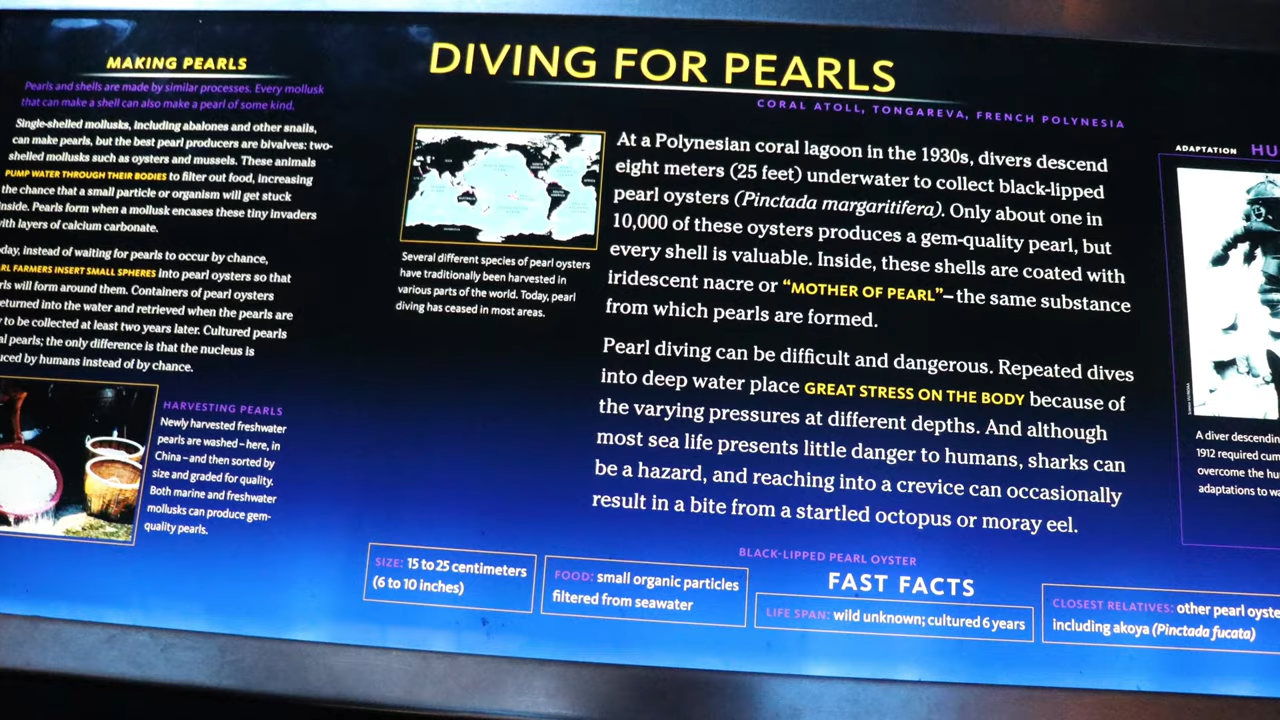 MAKING PEARLS
Pearls and shells are made by similar processes. Every mollusk
that can make a shell can also make a pearl of some kind.
Single-shelled mollusks, including abalones and other snails,
can make pearls, but the best pearl producers are bivalves: two-
shelled mollusks such as oysters and mussels. These animals
PUMP WATER THROUGH THEIR BODIES to filter out food, increasing
the chance that a small particle or organism will get stuck
inside. Pearls form when a mollusk encases these tiny invaders
with layers of calcium carbonate.
day, instead of waiting for pearls to occur by chance,
RL FARMERS INSERT SMALL SPHERES into pearl oysters so that
rls will form around them. Containers of pearl oysters
eturned into the water and retrieved when the pearls are
y to be collected at least two years later. Cultured pearls
al pearls; the only difference is that the nucleus is
uced by humans instead of by chance.
HARVESTING PEARLS
Newly harvested freshwater
pearls are washed – here, in
China – and then sorted by
size and graded for quality.
Both marine and freshwater
mollusks can produce gem-
quality pearls.
DIVING FOR PEARLS
CORAL ATOLL, TONGAREVA, FRENCH POLYNESIA
Several different species of pearl oysters
have traditionally been harvested in
various parts of the world. Today, pearl
diving has ceased in most areas.
At a Polynesian coral lagoon in the 1930s, divers descend
eight meters (25 feet) underwater to collect black-lipped
pearl oysters (Pinctada margaritifera). Only about one in
10,000 of these oysters produces a gem-quality pearl, but
every shell is valuable. Inside, these shells are coated with
iridescent nacre or “MOTHER OF PEARL”–the same substance
from which pearls are formed.
Pearl diving can be difficult and dangerous. Repeated dives
into deep water place GREAT STRESS ON THE BODY because of
the varying pressures at different depths. And although
most sea life presents little danger to humans, sharks can
be a hazard, and reaching into a crevice can occasionally
result in a bite from a startled octopus or moray eel.
BLACK-LIPPED PEARL OYSTER
FAST FACTS
SIZE: 15 to 25 centimeters
(6 to 10 inches)
FOOD: small organic particles
filtered from seawater
LIFE SPAN: wild unknown; cultured 6 years
CLOSEST RELATIVES: other pearl oyste
including akoya (Pinctada fucata)
ADAPTATION HU
A diver descendin
1912 required cum
overcome the hu
adaptations to wa